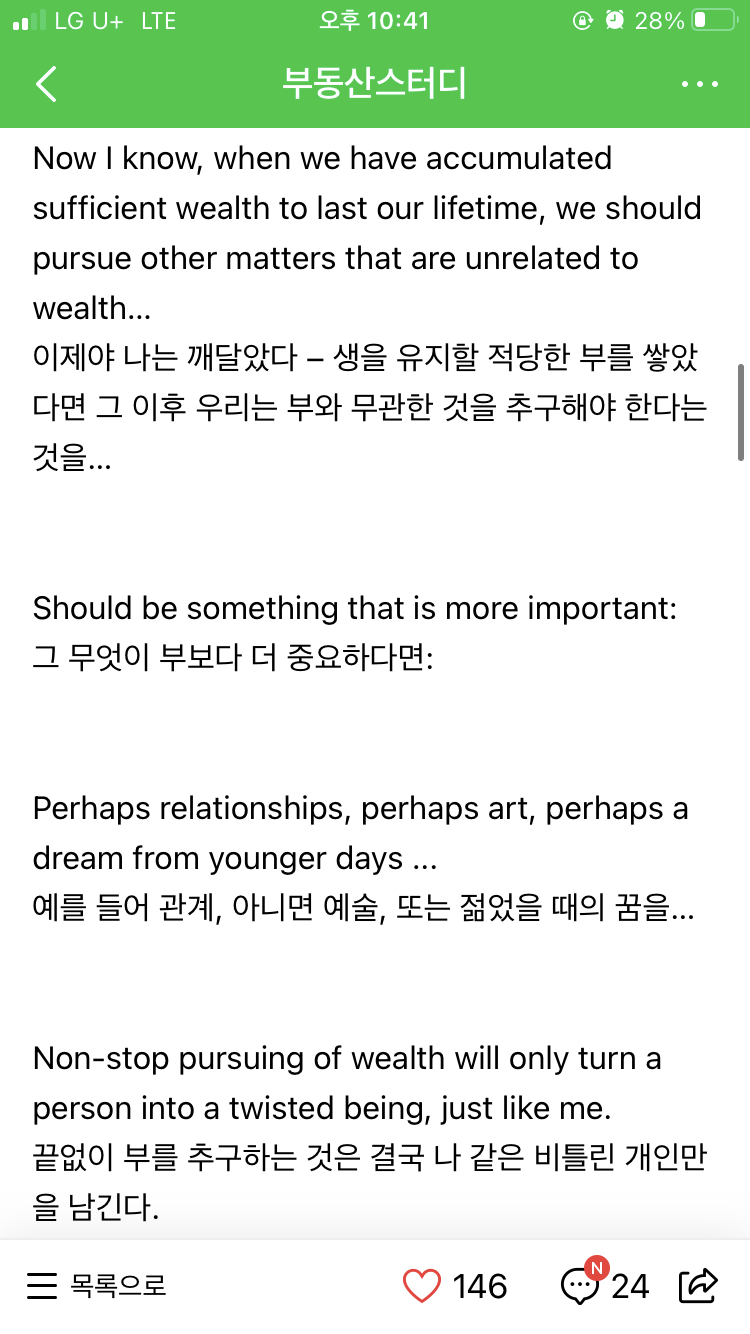 LG U+ LTE 오후 10:41 28%
부동산스터디
Now I know, when we have accumulated
sufficient wealth to last our lifetime, we should
pursue other matters that are unrelated to
wealth...
이제야 나는 깨달았다 – 생을 유지할 적당한 부를 쌓았
다면 그 이후 우리는 부와 무관한 것을 추구해야 한다는
것을...
Should be something that is more important:
그 무엇이 부보다 더 중요하다면:
Perhaps relationships, perhaps art, perhaps a
dream from younger days ...
예를 들어 관계, 아니면 예술, 또는 젊었을 때의 꿈을...
Non-stop pursuing of wealth will only turn a
person into a twisted being, just like me.
끝없이 부를 추구하는 것은 결국 나 같은 비틀린 개인만
을 남긴다.
목록으로 146 N 24